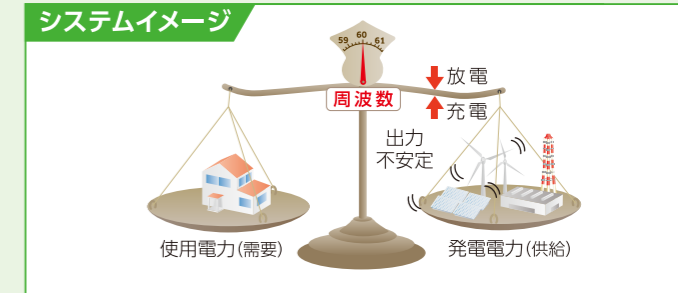 システムイメージ
59 60 61
周波数
放電
充電
出力
不安定
使用電力(需要)
発電電力(供給)